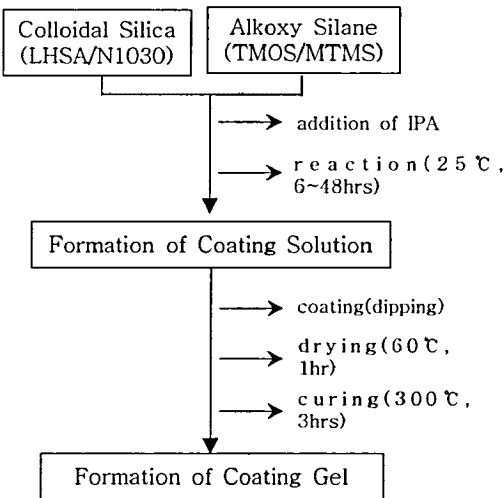 Colloidal Silica
(LHSA/N1030)
Alkoxy Silane
(TMOS/MTMS)
addition of IPA
reaction(25℃,
6~48hrs)
Formation of Coating Solution
coating(dipping)
drying(60℃,
1hr)
curing(300℃,
3hrs)
Formation of Coating Gel